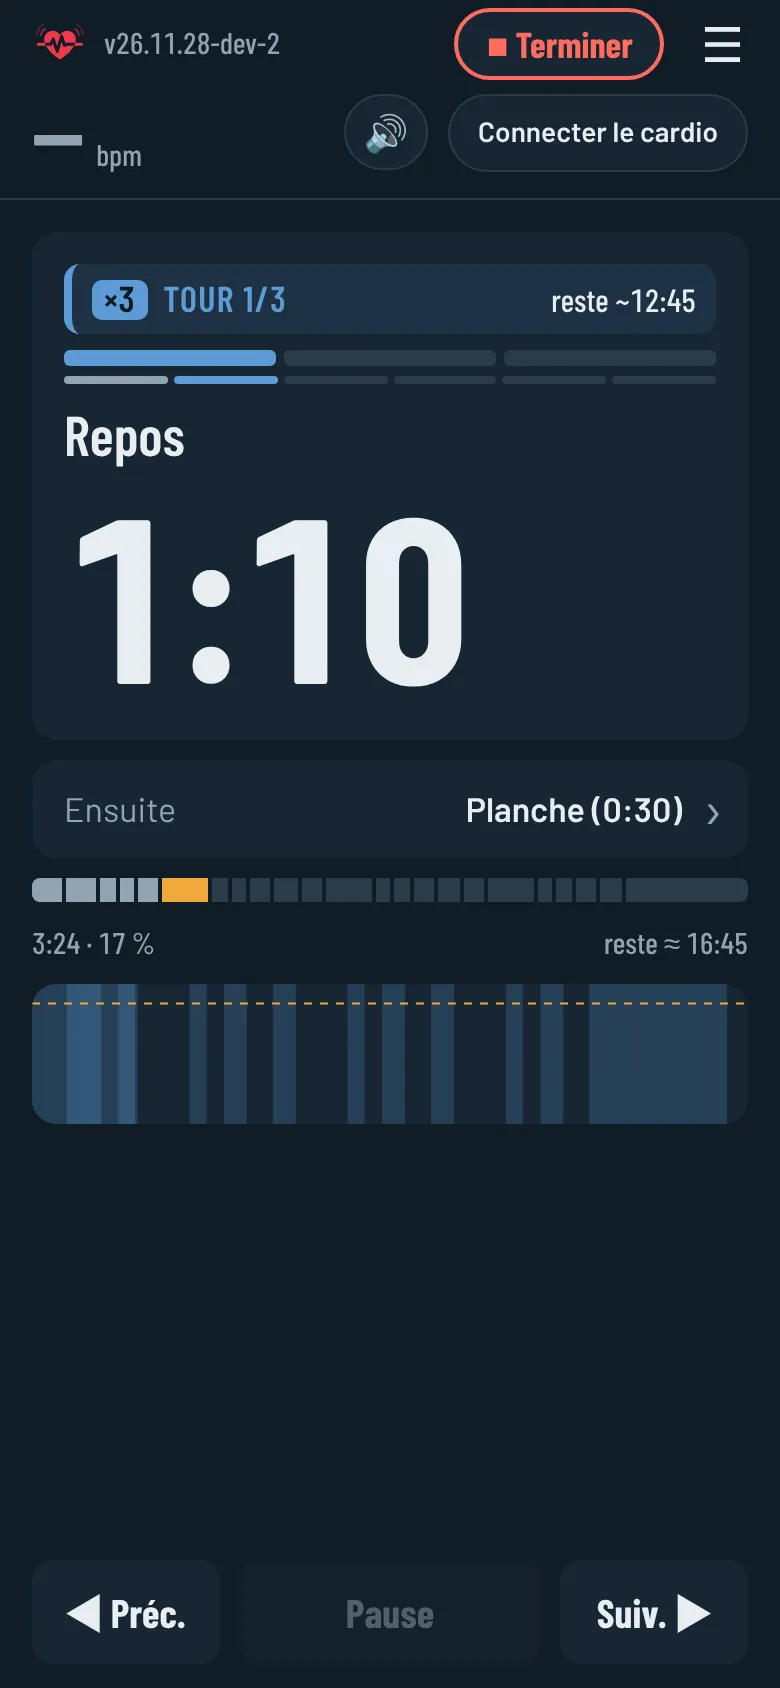 v26.11.28-dev-2
■ Terminer
— bpm
Connecter le cardio
×3 TOUR 1/3
reste ~12:45
Repos
1:10
Ensuite
Planche (0:30) ›
3:24 · 17 %
reste ≈ 16:45
◀ Préc.
Pause
Suiv. ▶